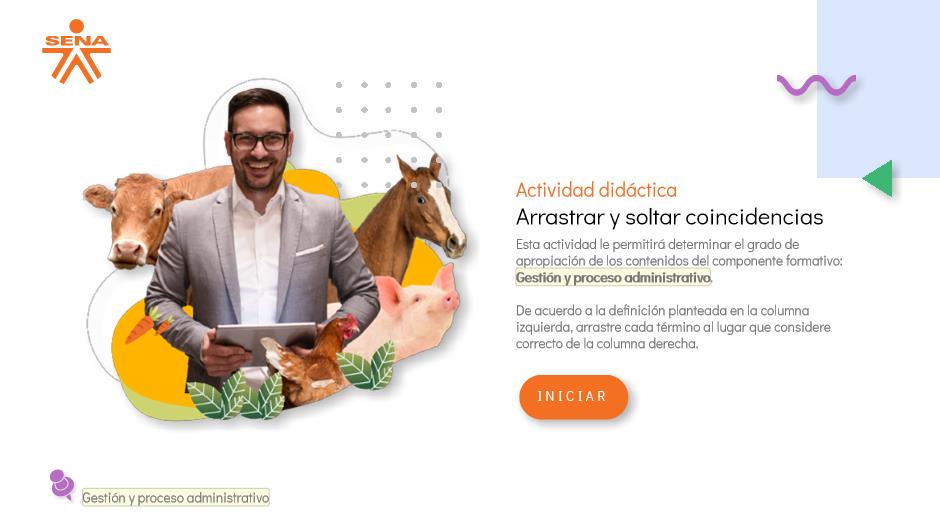 SENA
Actividad didáctica
Arrastrar y soltar coincidencias
Esta actividad le permitirá determinar el grado de
apropiación de los contenidos del componente formativo:
Gestión y proceso administrativo.
De acuerdo a la definición planteada en la columna
izquierda, arrastre cada término al lugar que considere
correcto de la columna derecha.
INICIAR
Gestión y proceso administrativo